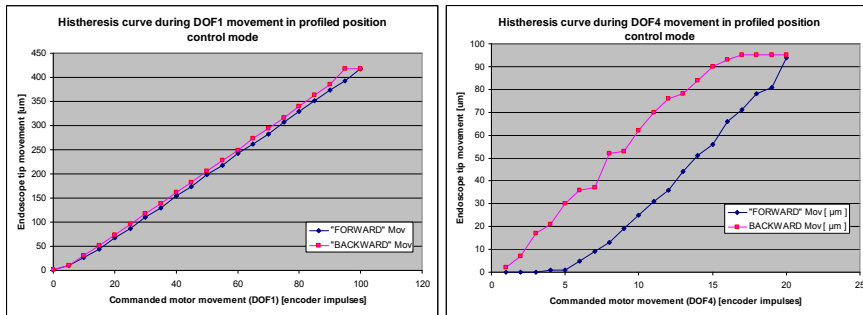 Histheresis curve during DOF1 movement in profiled position
control mode
Endoscope tip movement [µm]
450
400
350
300
250
200
150
100
50
0
"FORWARD" Mov
"BACKWARD" Mov
0 20 40 60 80 100 120
Commanded motor movement (DOF1) [encoder impulses]
Histheresis curve during DOF4 movement in profiled position
control mode
Endoscope tip movement [µm]
100
90
80
70
60
50
40
30
20
10
0
"FORWARD" Mov [ µm ]
BACKWARD Mov [ µm ]
0 5 10 15 20 25
Commanded motor movement (DOF4) [encoder impulses]